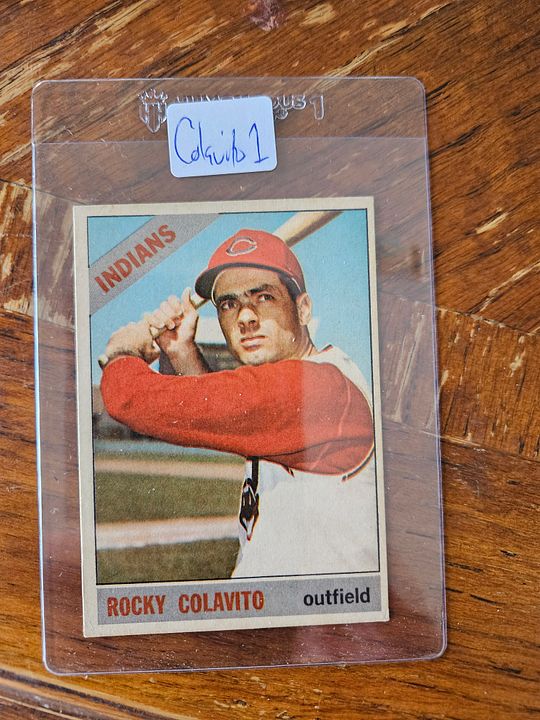 Colavito 1
INDIANS
C
ROCKY COLAVITO outfield